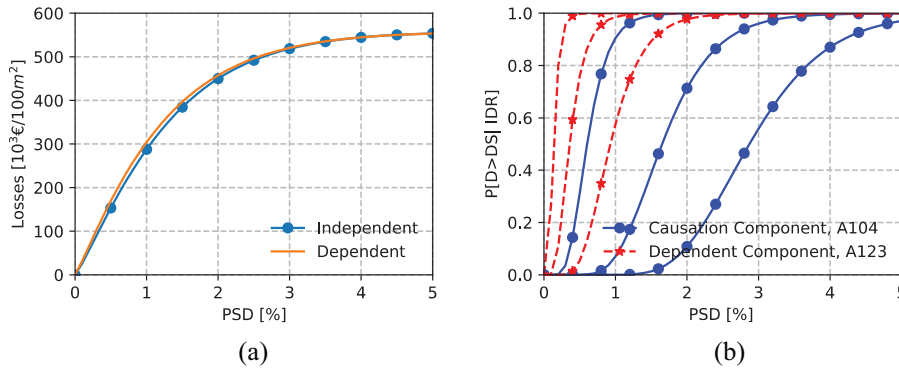 600
500
400
300
200
100
0
Losses [10³€/100m²]
0 1 2 3 4 5
PSD [%]
Independent
Dependent
(a)
1.0
0.8
0.6
0.4
0.2
0.0
P[D>DS| IDR]
0 1 2 3 4 5
PSD [%]
Causation Component, A104
Dependent Component, A123
(b)